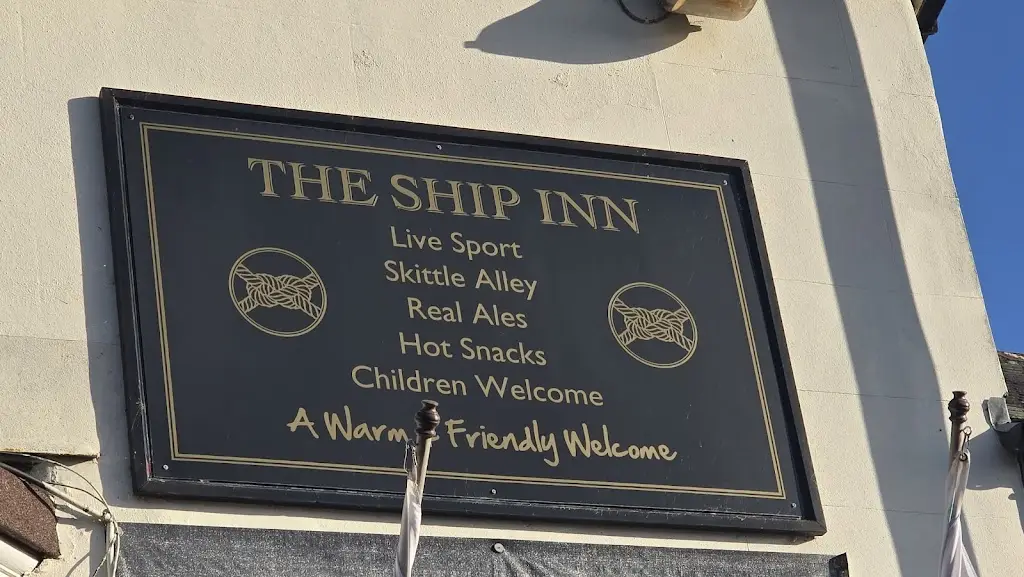 THE SHIP INN
Live Sport
Skittle Alley
Real Ales
Hot Snacks
Children Welcome
A Warm Friendly Welcome